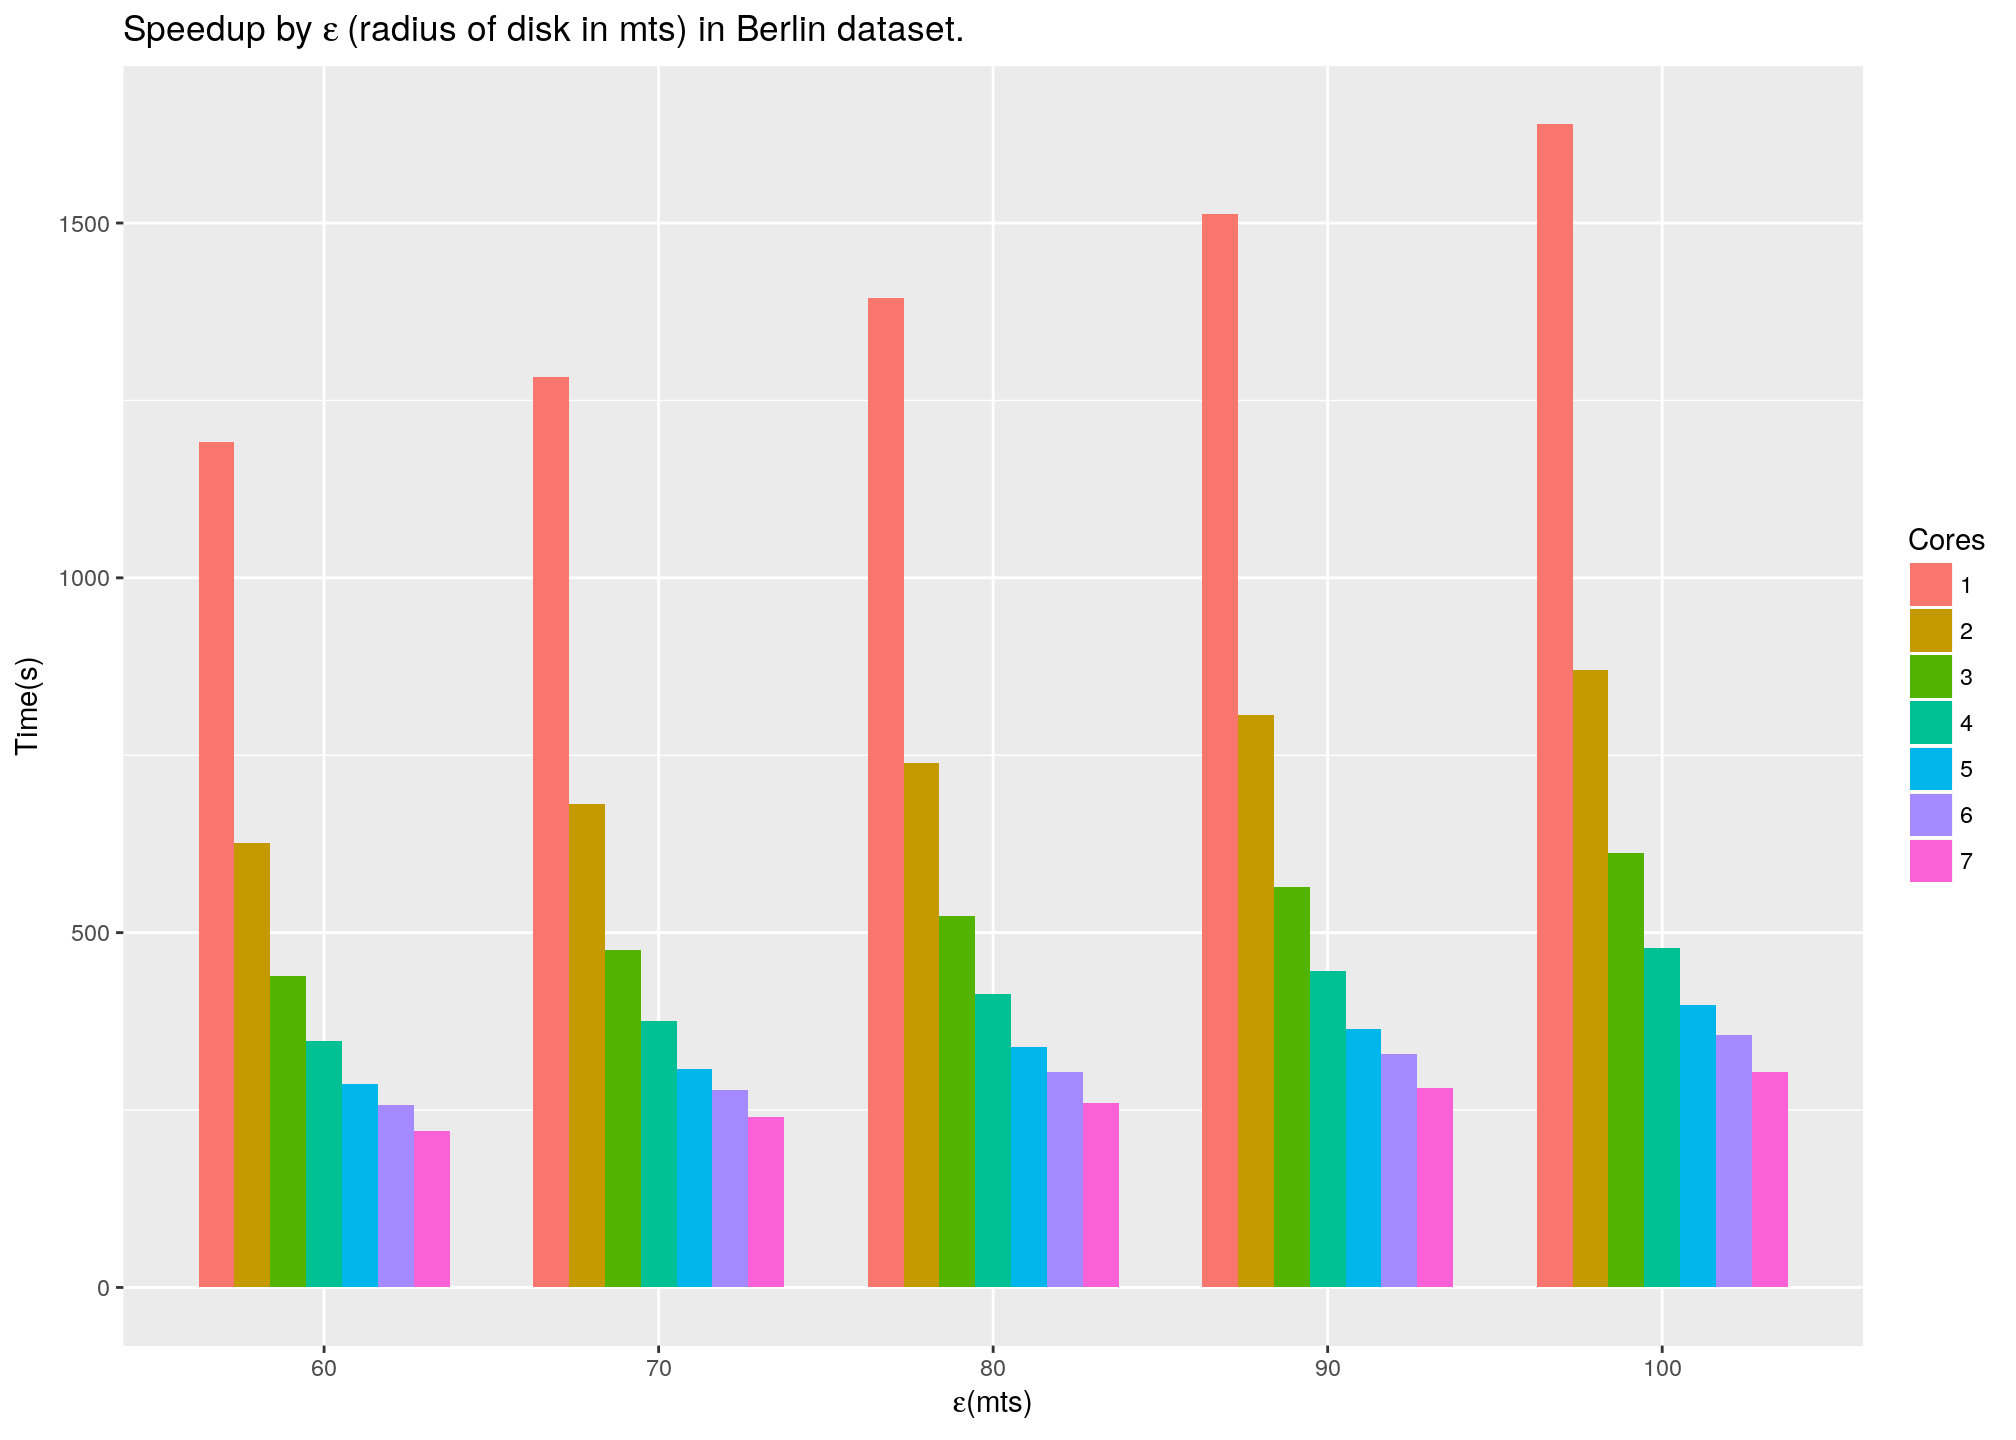 Speedup by ε (radius of disk in mts) in Berlin dataset.
Time(s)
1500
1000
500
0
60 70 80 90 100
ε(mts)
Cores
1
2
3
4
5
6
7